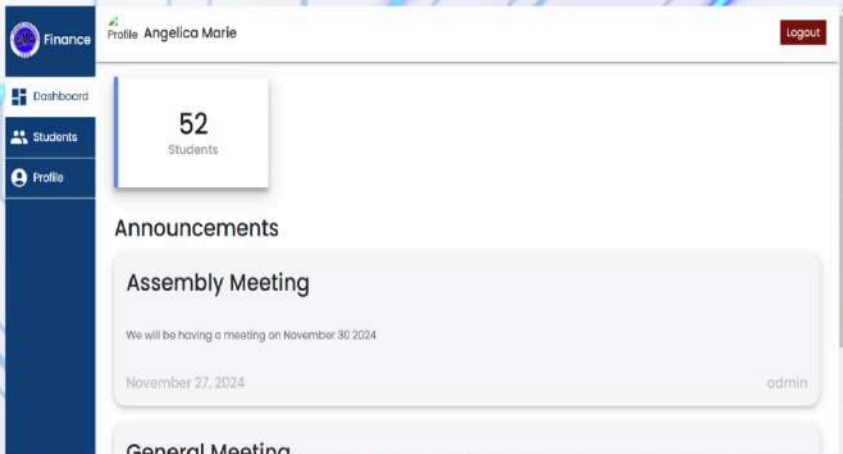 Finance
Profile Angelica Marie
Logout
Dashboard
Students
Profile
52
Students
Announcements
Assembly Meeting
We will be having a meeting on November 30 2024
November 27, 2024
admin
General Meeting